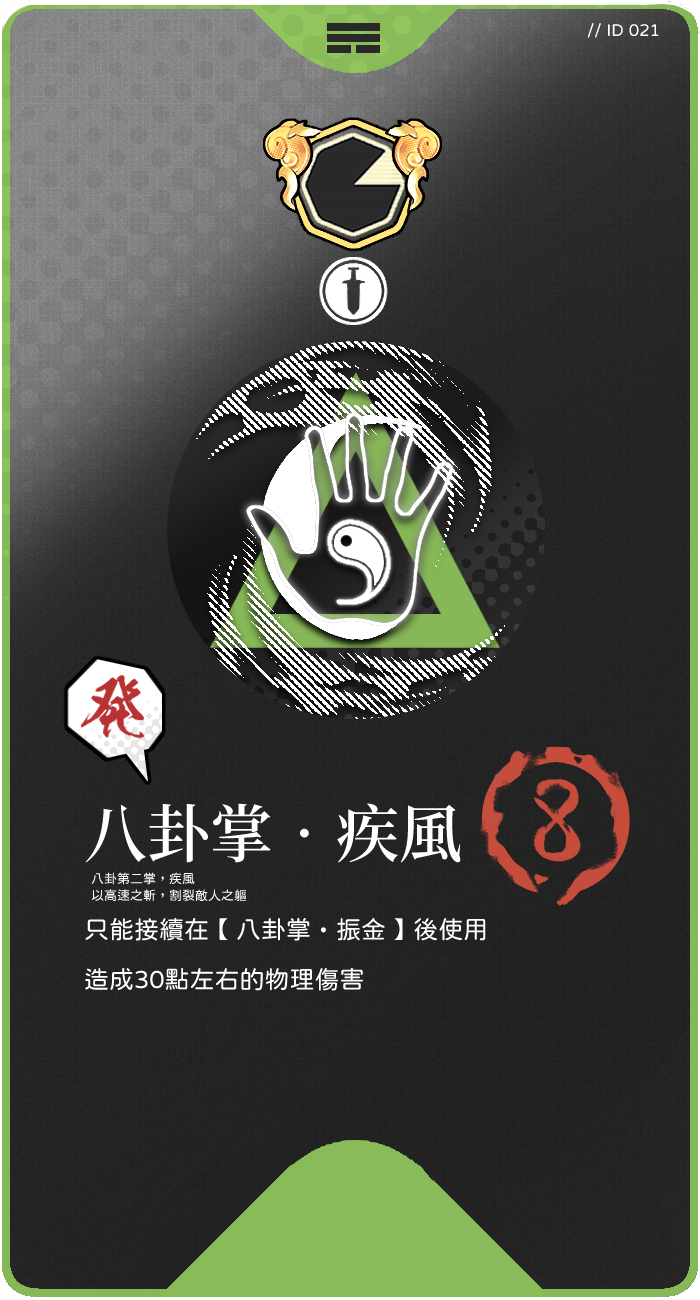 // ID 021
發
八卦掌・疾風
8
八卦第二掌，疾風
以高速之斬，割裂敵人之軀
只能接續在【八卦掌・振金】後使用
造成30點左右的物理傷害